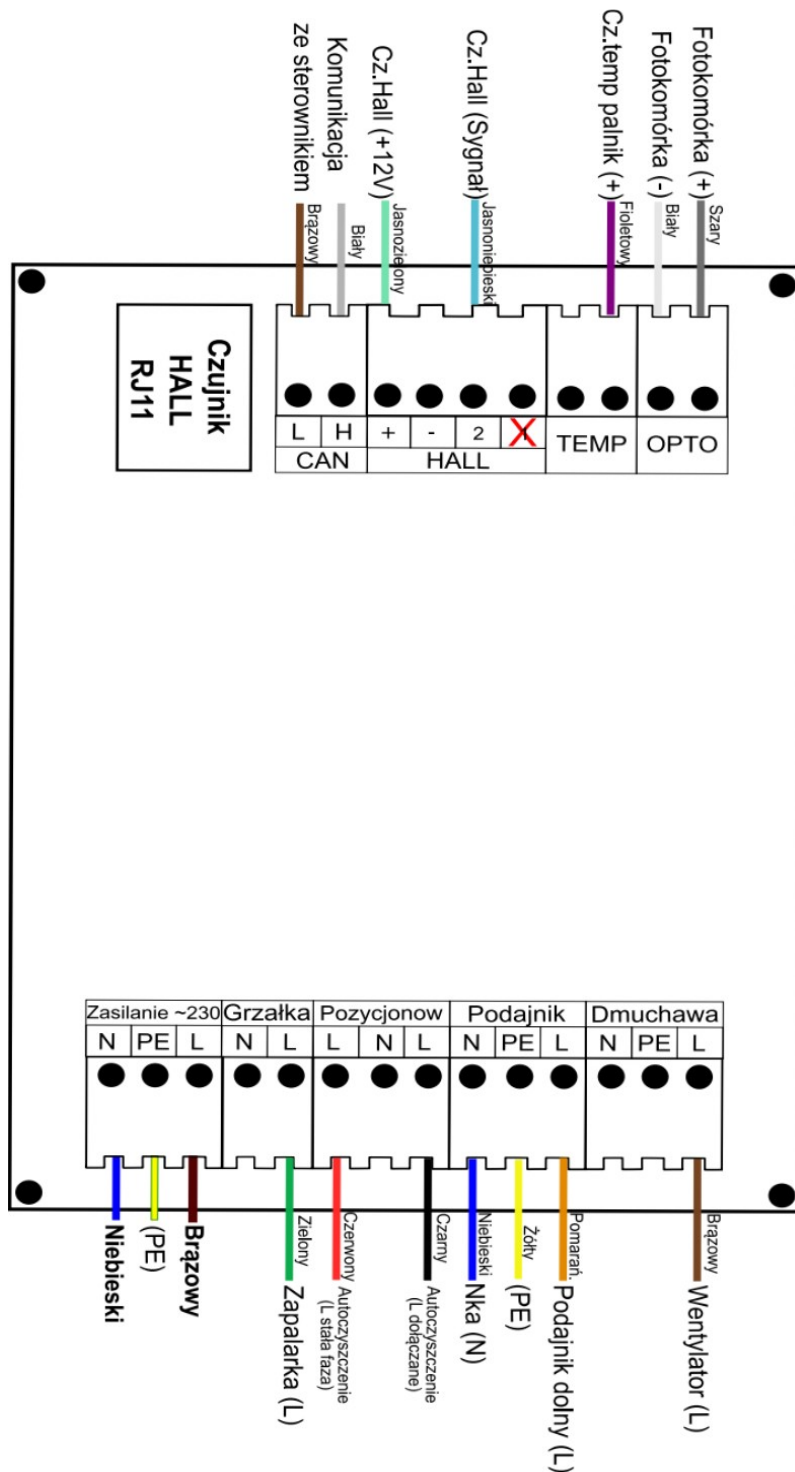 ze sterownikiem
Komunikacja
Cz.Hall (+12V)
Cz.Hall (Sygnał)
Cz.temp palnik (+)
Fotokomórka (-)
Fotokomórka (+)
Brązowy
Biały
Jasnozielony
Jasnoniebieski
Fioletowy
Biały
Szary
Czujnik
HALL
RJ11
L H + - 2 1
CAN HALL TEMP OPTO
Zasilanie ~230 Grzałka Pozycjonow Podajnik Dmuchawa
N PE L N L L N L N PE L N PE L
Niebieski
(PE)
Brązowy
Zielony
Zapalarka (L)
Czerwony
Autoczyszczenie
(L stała faza)
Czarny
Autoczyszczenie
(L dołączane)
Niebieski
Nka (N)
Żółty
(PE)
Pomarań.
Podajnik dolny (L)
Brązowy
Wentylator (L)